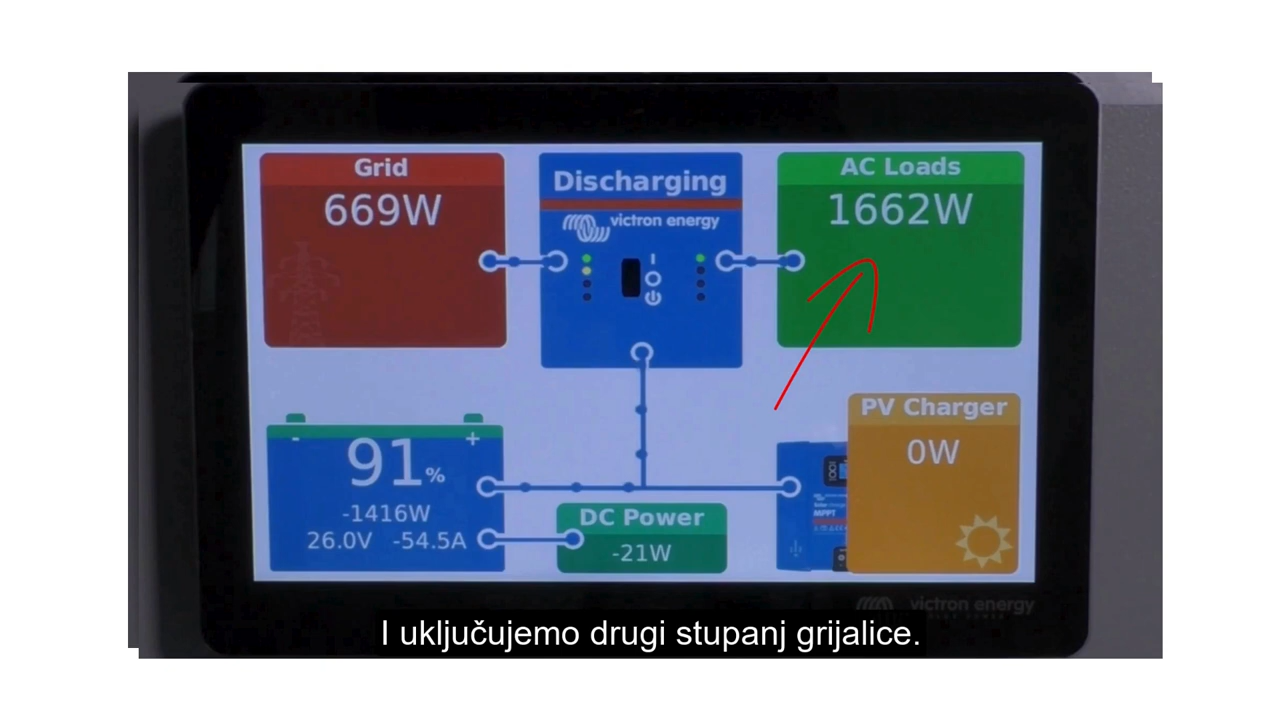 Grid
669W
Discharging
victron energy
AC Loads
1662W
91%
-1416W
26.0V -54.5A
DC Power
-21W
PV Charger
0W
MPPT
victron energy
I uključujemo drugi stupanj grijalice.